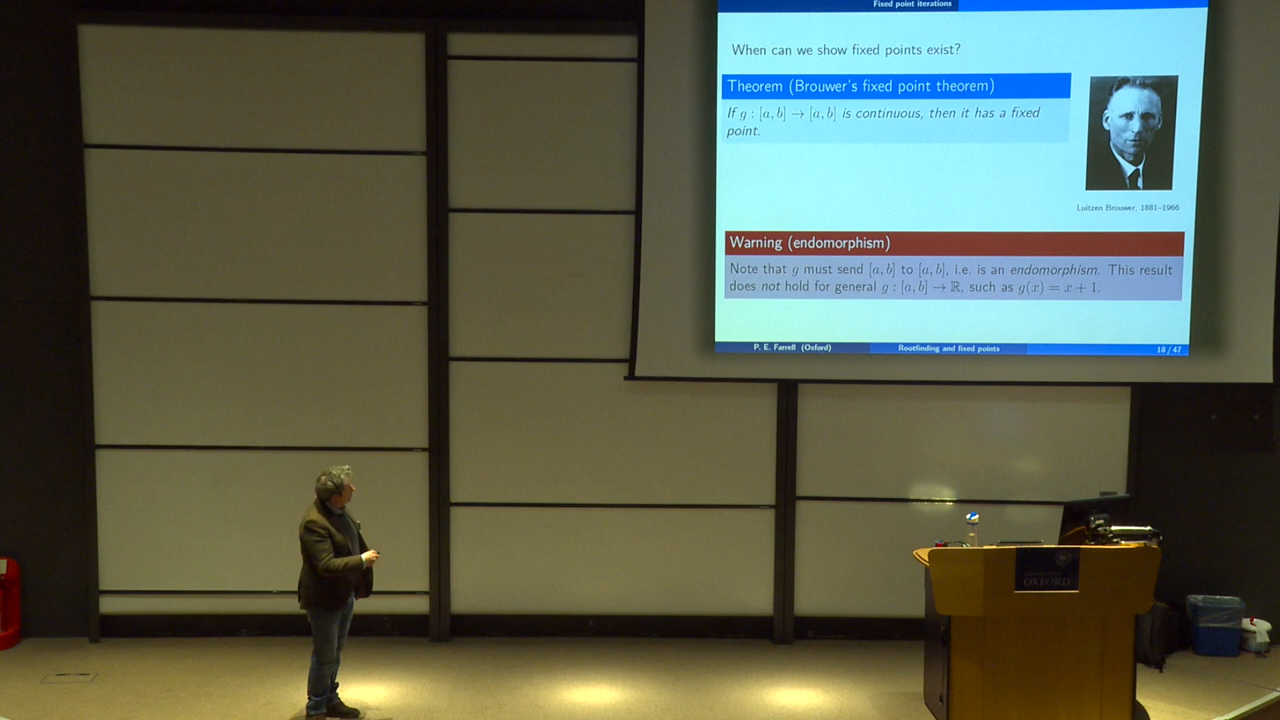 Fixed point iterations
When can we show fixed points exist?
Theorem (Brouwer's fixed point theorem)
If g : [a, b] → [a, b] is continuous, then it has a fixed
point.
Luitzen Brouwer, 1881–1966
Warning (endomorphism)
Note that g must send [a, b] to [a, b], i.e. is an endomorphism. This result
does not hold for general g : [a, b] → ℝ, such as g(x) = x + 1.
P. E. Farrell (Oxford)
Rootfinding and fixed points
18 / 47
UNIVERSITY OF
OXFORD